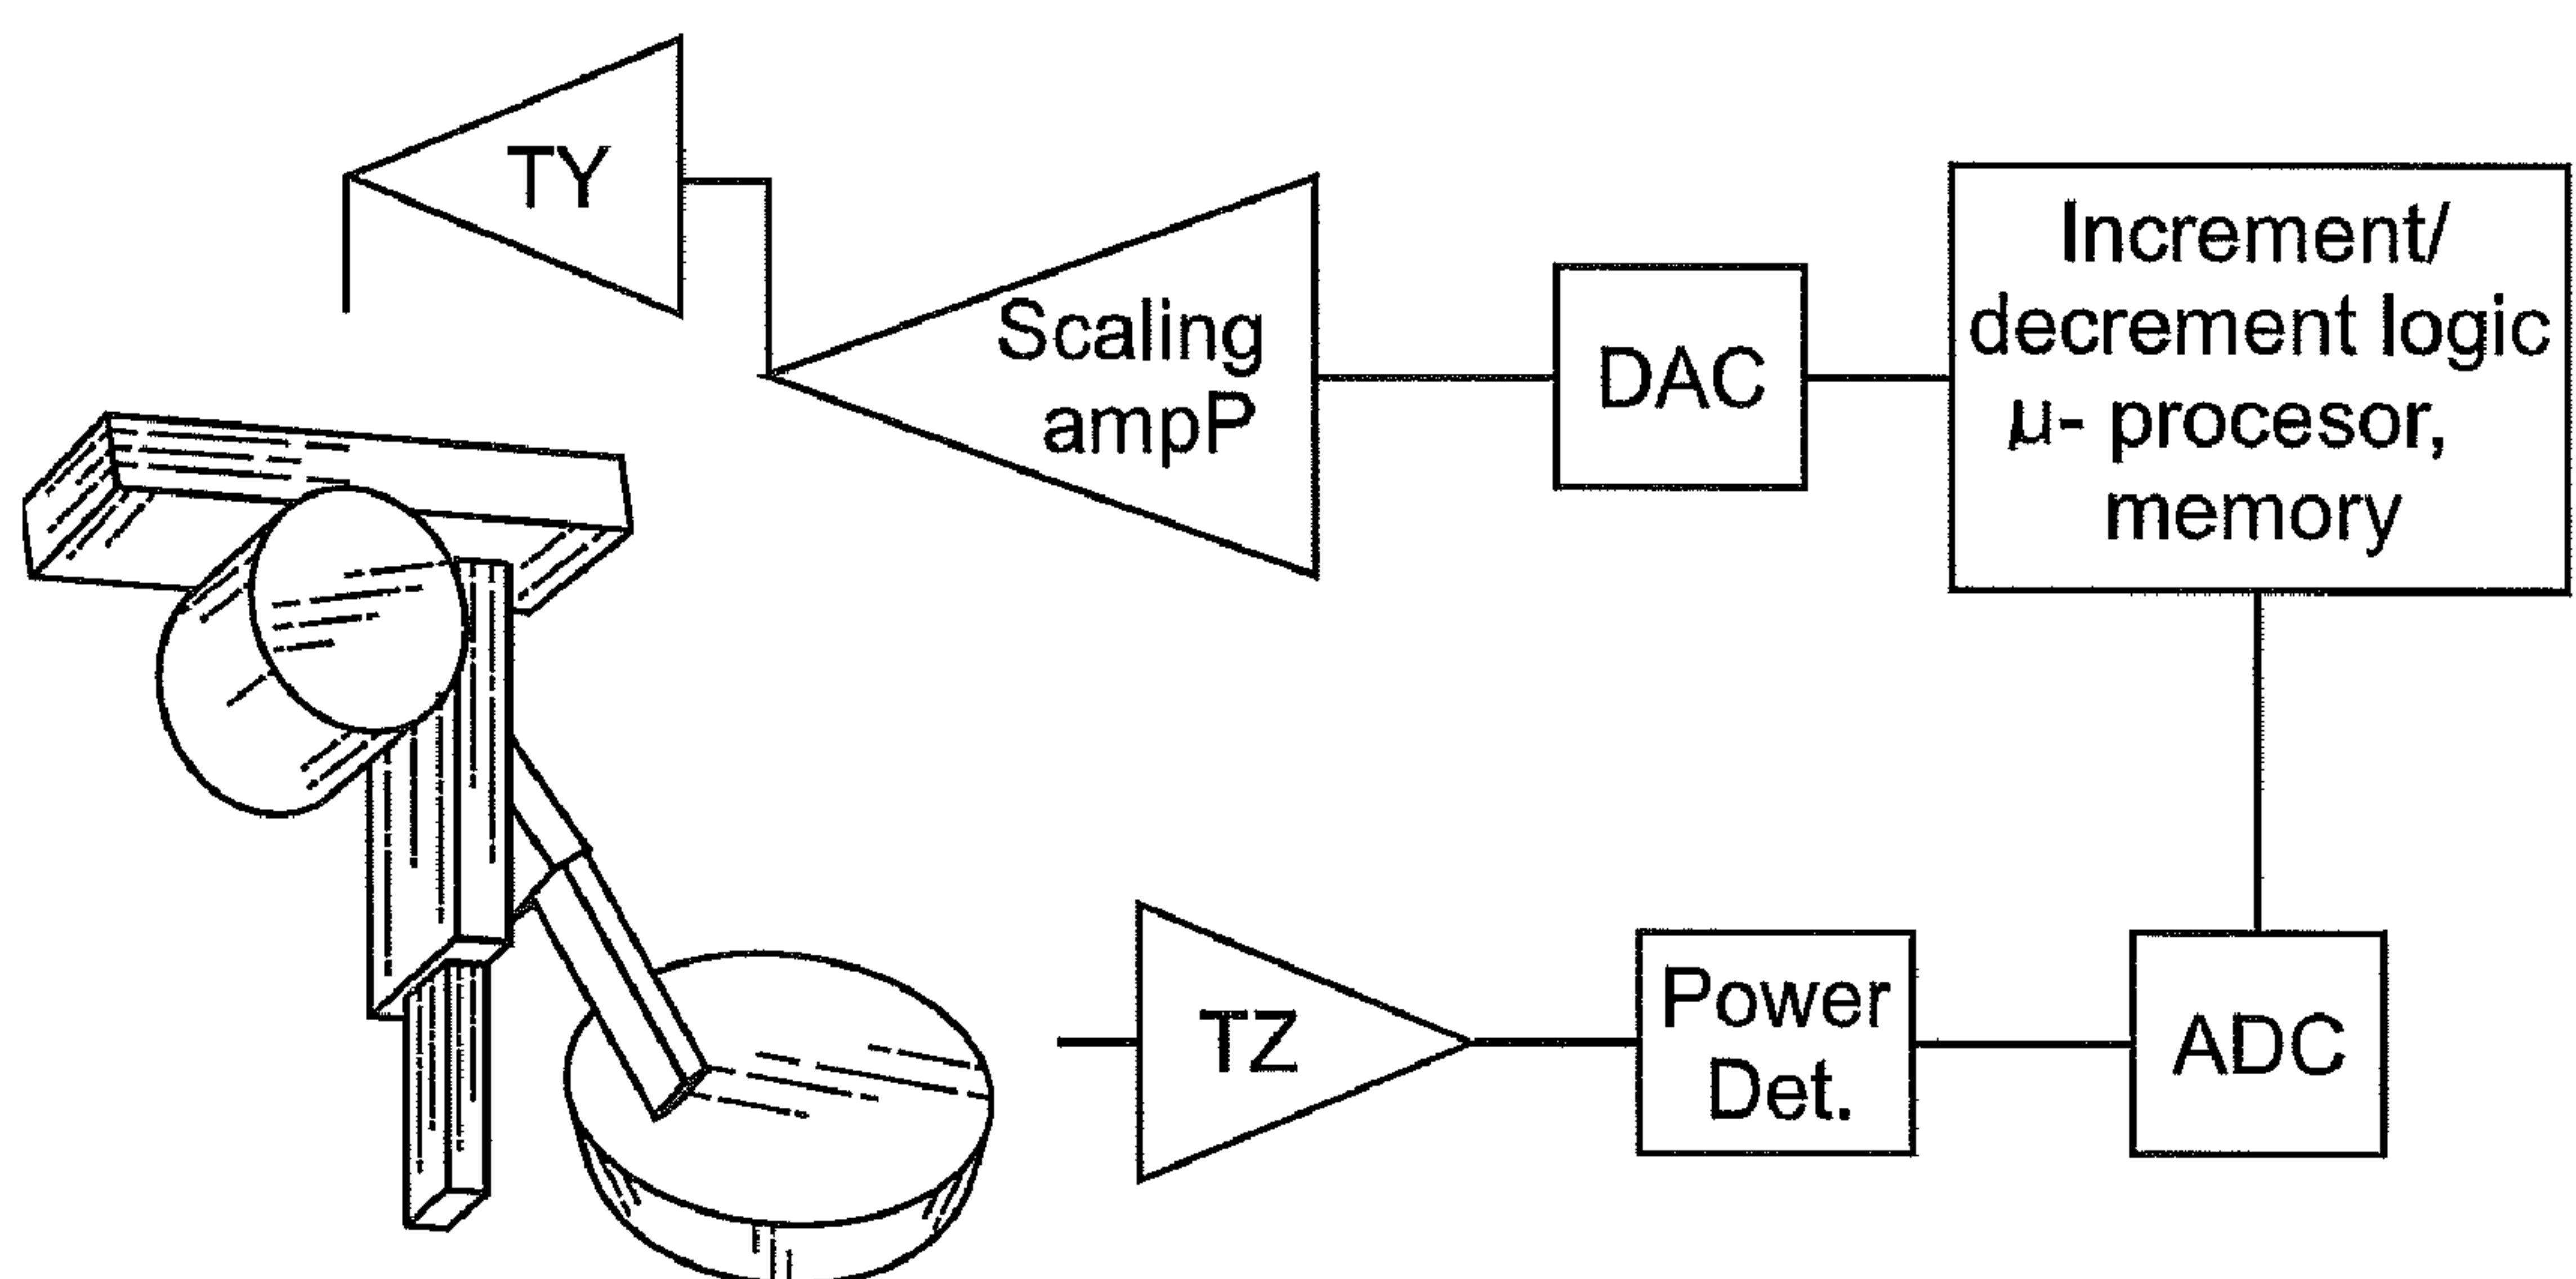 TY
Scaling
ampP
DAC
Increment/
decrement logic
μ- procesor,
memory
TZ
Power
Det.
ADC